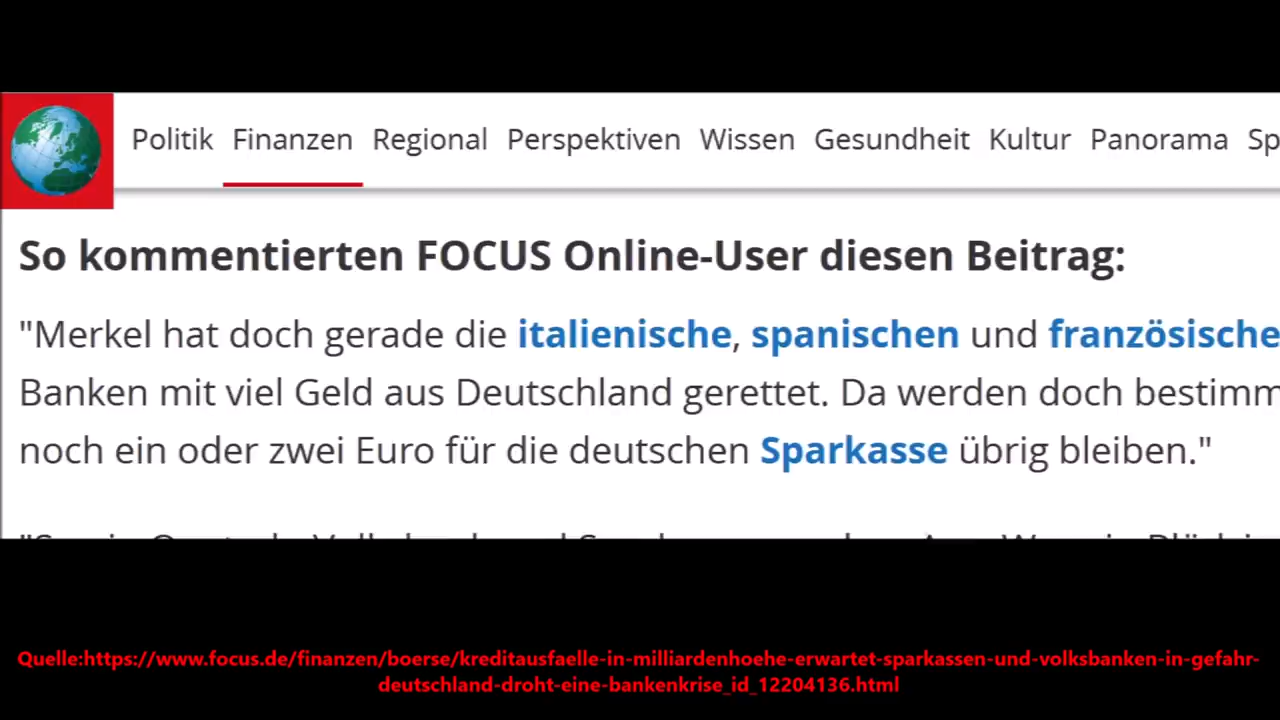 Politik Finanzen Regional Perspektiven Wissen Gesundheit Kultur Panorama Sp
So kommentierten FOCUS Online-User diesen Beitrag:
"Merkel hat doch gerade die italienische, spanischen und französische
Banken mit viel Geld aus Deutschland gerettet. Da werden doch bestimm
noch ein oder zwei Euro für die deutschen Sparkasse übrig bleiben."
Quelle:https://www.focus.de/finanzen/boerse/kreditausfaelle-in-milliardenhoehe-erwartet-sparkassen-und-volksbanken-in-gefahr-
deutschland-droht-eine-bankenkrise_id_12204136.html